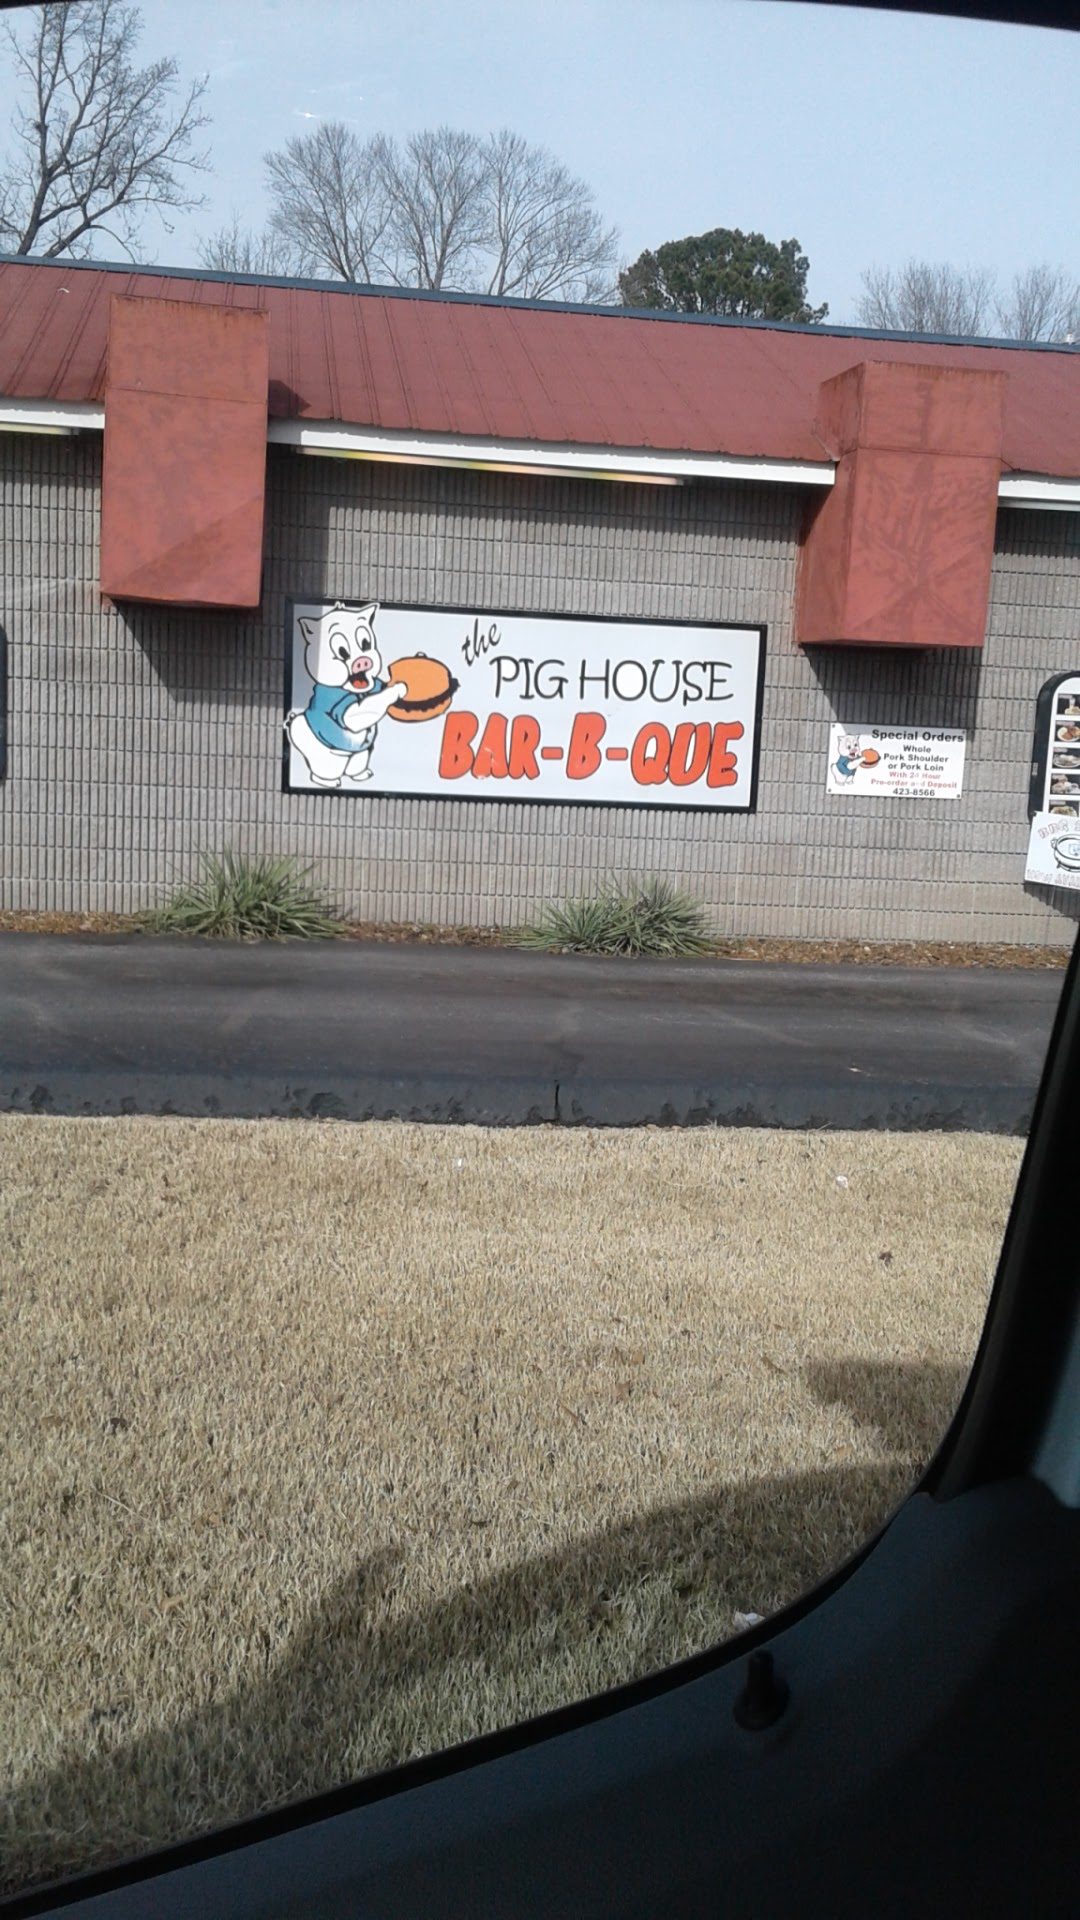 the
PIG HOUSE
BAR-B-QUE
Special Orders
Whole
Pork Shoulder
or Pork Loin
With 24 Hour
Pre-order and Deposit
423-8566